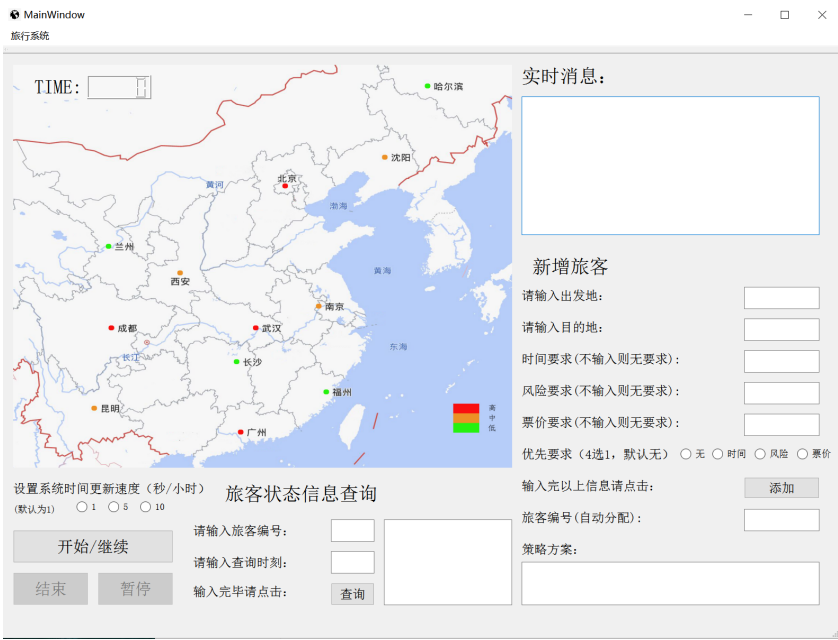 MainWindow
旅行系统
TIME: 0
哈尔滨
沈阳
北京
黄河
渤海
兰州
黄海
西安
南京
成都
武汉
东海
长江
长沙
福州
昆明
广州
高
中
低
实时消息:
新增旅客
请输入出发地:
请输入目的地:
时间要求(不输入则无要求):
风险要求(不输入则无要求):
票价要求(不输入则无要求):
优先要求（4选1，默认无） 无 时间 风险 票价
输入完以上信息请点击: 添加
旅客编号(自动分配):
策略方案:
设置系统时间更新速度（秒/小时）
(默认为1) 1 5 10
开始/继续
结束 暂停
旅客状态信息查询
请输入旅客编号:
请输入查询时刻:
输入完毕请点击: 查询